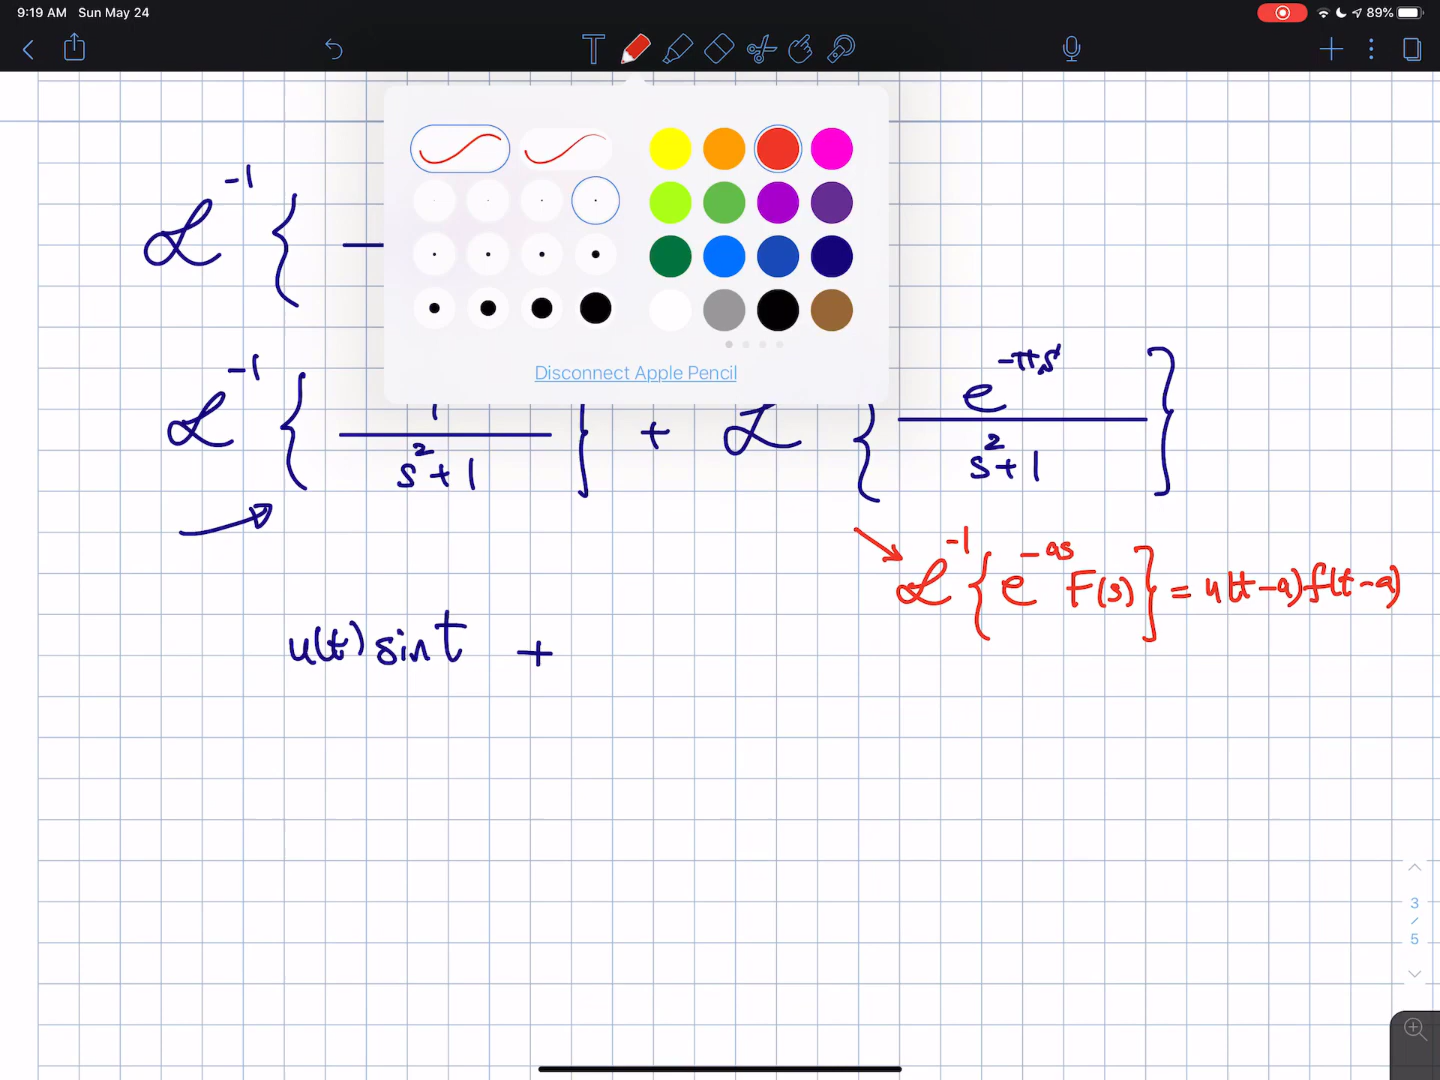 9:19 AM Sun May 24
89%
T
ℒ⁻¹ { —
Disconnect Apple Pencil
ℒ⁻¹ { 1 / (s² + 1) } + ℒ { e^(-πs) / (s² + 1) }
ℒ⁻¹ { e^(-as) F(s) } = u(t-a) f(t-a)
u(t) sin t +
3
/
5